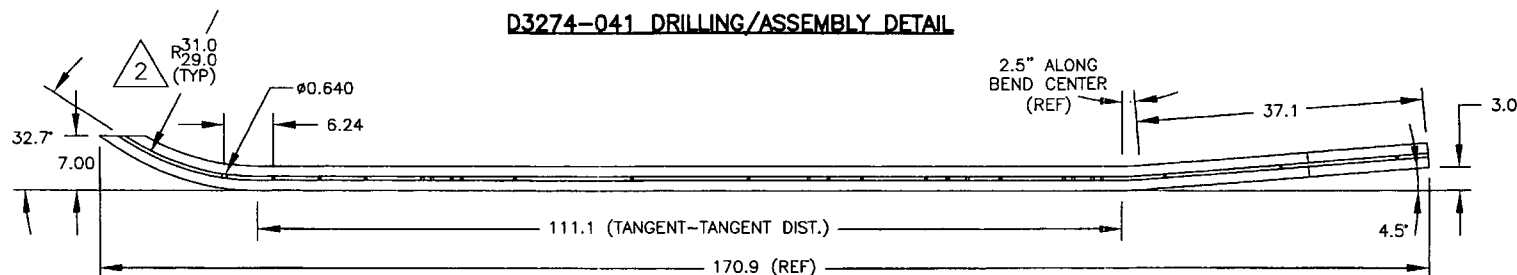 D3274-041 DRILLING/ASSEMBLY DETAIL
2
R31.0
29.0
(TYP)
ø0.640
6.24
2.5" ALONG
BEND CENTER
(REF)
37.1
3.0
32.7°
7.00
111.1 (TANGENT-TANGENT DIST.)
4.5°
170.9 (REF)